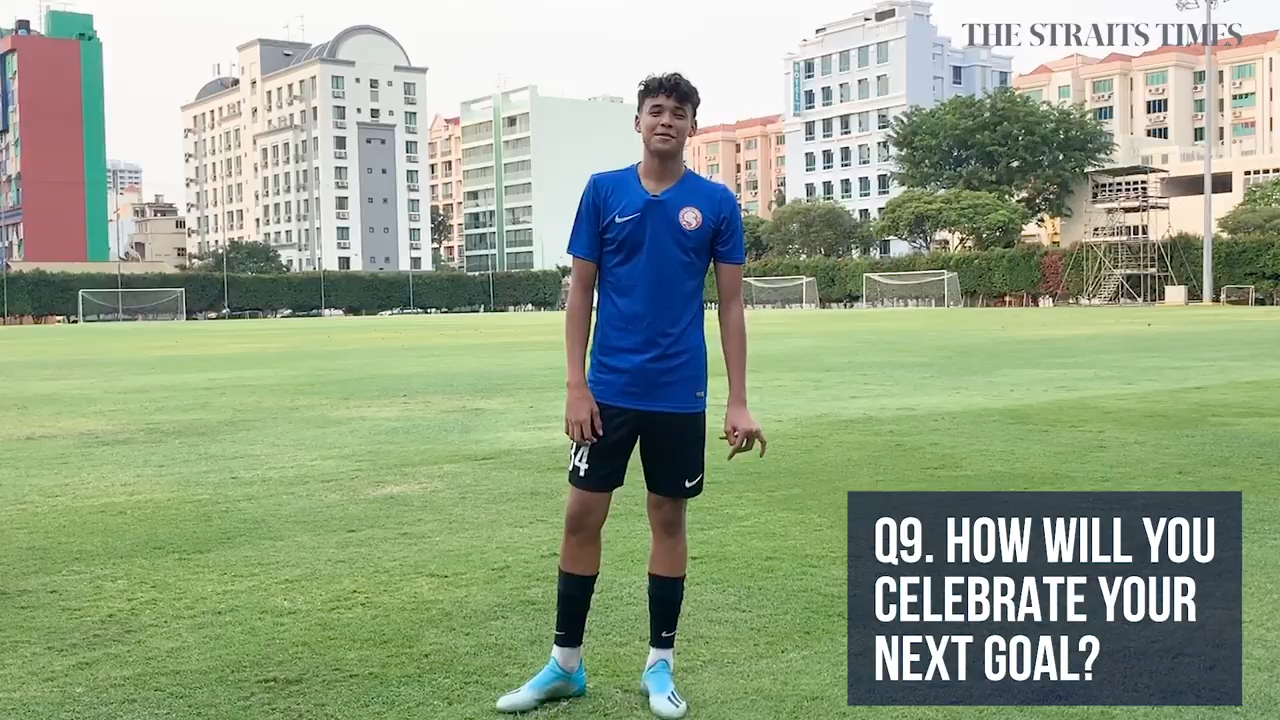 THE STRAITS TIMES
34
Q9. HOW WILL YOU
CELEBRATE YOUR
NEXT GOAL?